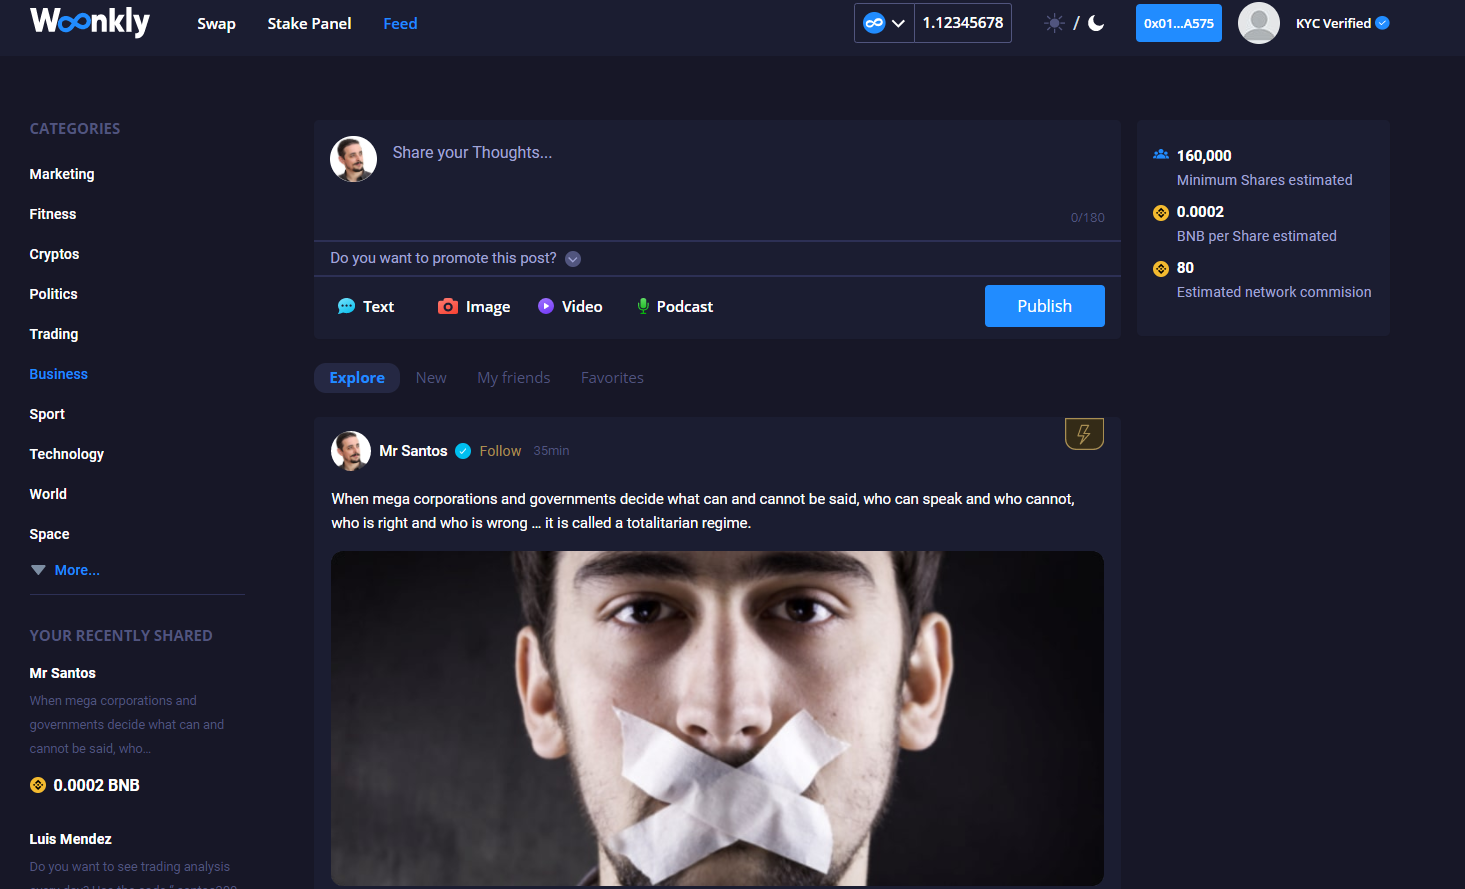 Woonkly
Swap
Stake Panel
Feed
1.12345678
/
0x01...A575
KYC Verified
CATEGORIES
Marketing
Fitness
Cryptos
Politics
Trading
Business
Sport
Technology
World
Space
More...
YOUR RECENTLY SHARED
Mr Santos
When mega corporations and
governments decide what can and
cannot be said, who...
0.0002 BNB
Luis Mendez
Do you want to see trading analysis
Share your Thoughts...
0/180
Do you want to promote this post?
Text
Image
Video
Podcast
Publish
Explore
New
My friends
Favorites
Mr Santos
Follow
35min
When mega corporations and governments decide what can and cannot be said, who can speak and who cannot,
who is right and who is wrong ... it is called a totalitarian regime.
160,000
Minimum Shares estimated
0.0002
BNB per Share estimated
80
Estimated network commision